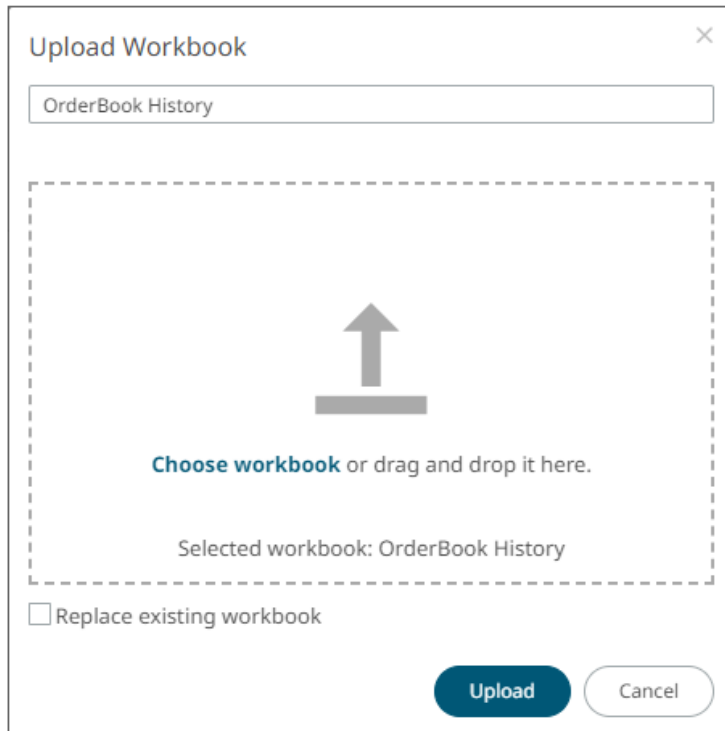 Upload Workbook
OrderBook History
Choose workbook or drag and drop it here.
Selected workbook: OrderBook History
Replace existing workbook
Upload
Cancel